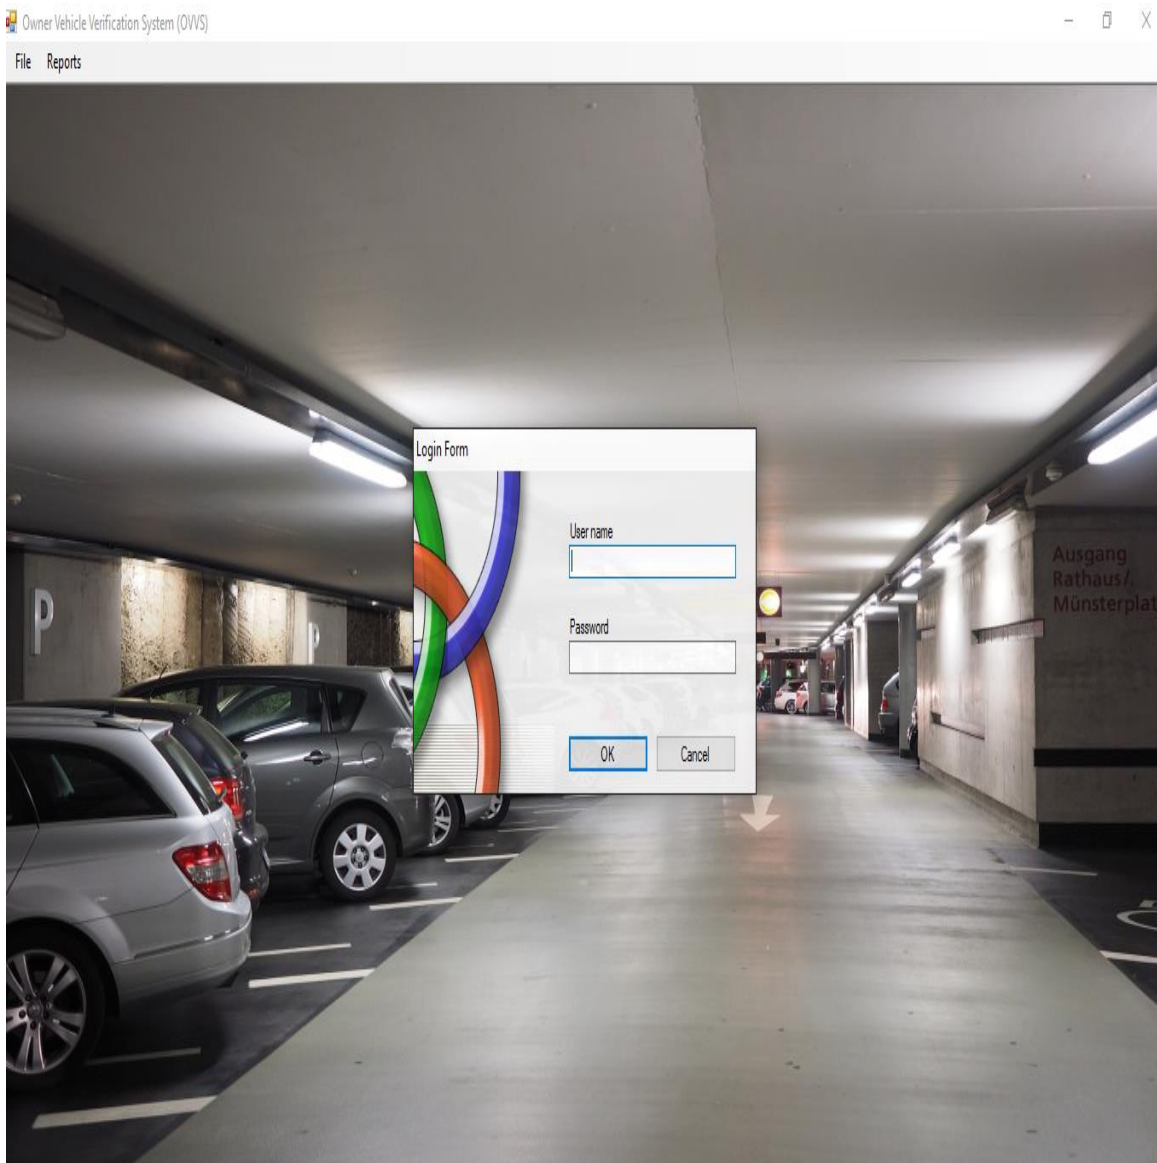 Owner Vehicle Verification System (OVVS)
File Reports
Login Form
User name
Password
OK Cancel
P
P
Ausgang
Rathaus/.
Münsterplat